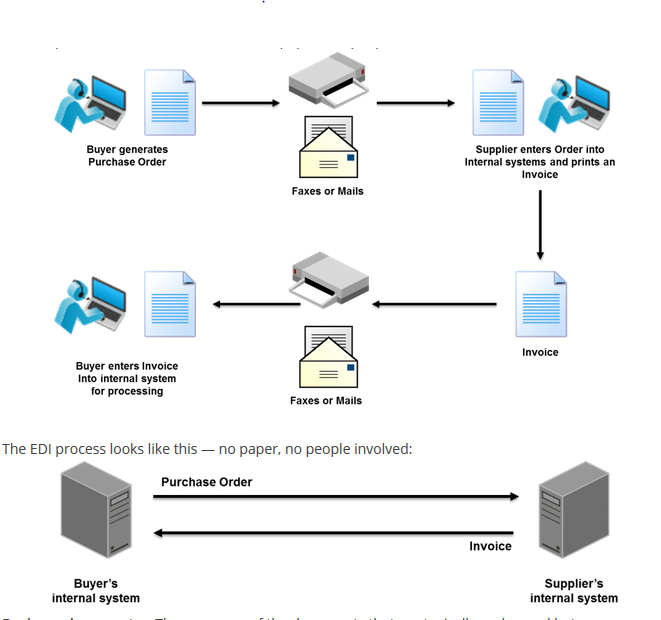 Buyer generates
Purchase Order
Faxes or Mails
Supplier enters Order into
Internal systems and prints an
Invoice
Invoice
Faxes or Mails
Buyer enters Invoice
Into internal system
for processing
The EDI process looks like this — no paper, no people involved:
Purchase Order
Invoice
Buyer's
internal system
Supplier's
internal system